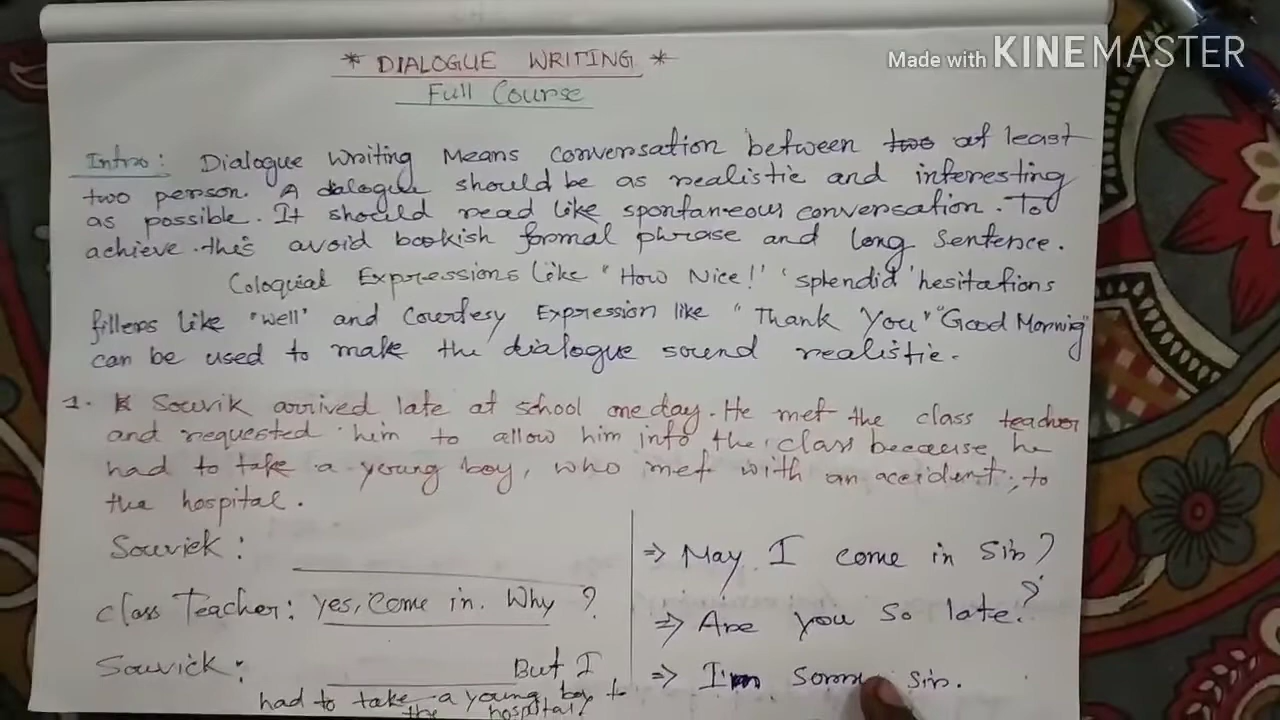 Made with KINEMASTER
* DIALOGUE WRITING *
Full Course
Intro: Dialogue Writing Means conversation between two at least
two person. A dalogue should be as realistic and interesting
as possible. It should read like spontaneous conversation. To
achieve this avoid bookish formal phrase and long sentence.
Coloquial Expressions like "How Nice!" 'splendid' hesitations
fillers like "well" and Courtesy Expression like "Thank You" "Good Mornig"
can be used to make the dialogue sound realistic.
1. Souvik arrived late at school one day. He met the class teacher
and requested him to allow him into the class because he
had to take a young boy, who met with an accident, to
the hospital.
Souvick:
⇒ May I come in Sir?
Class Teacher: Yes, Come in. Why ?
⇒ Are you so late?
Souvick: But I
⇒ I'm sorry sir.
had to take a young boy to
the hospital?